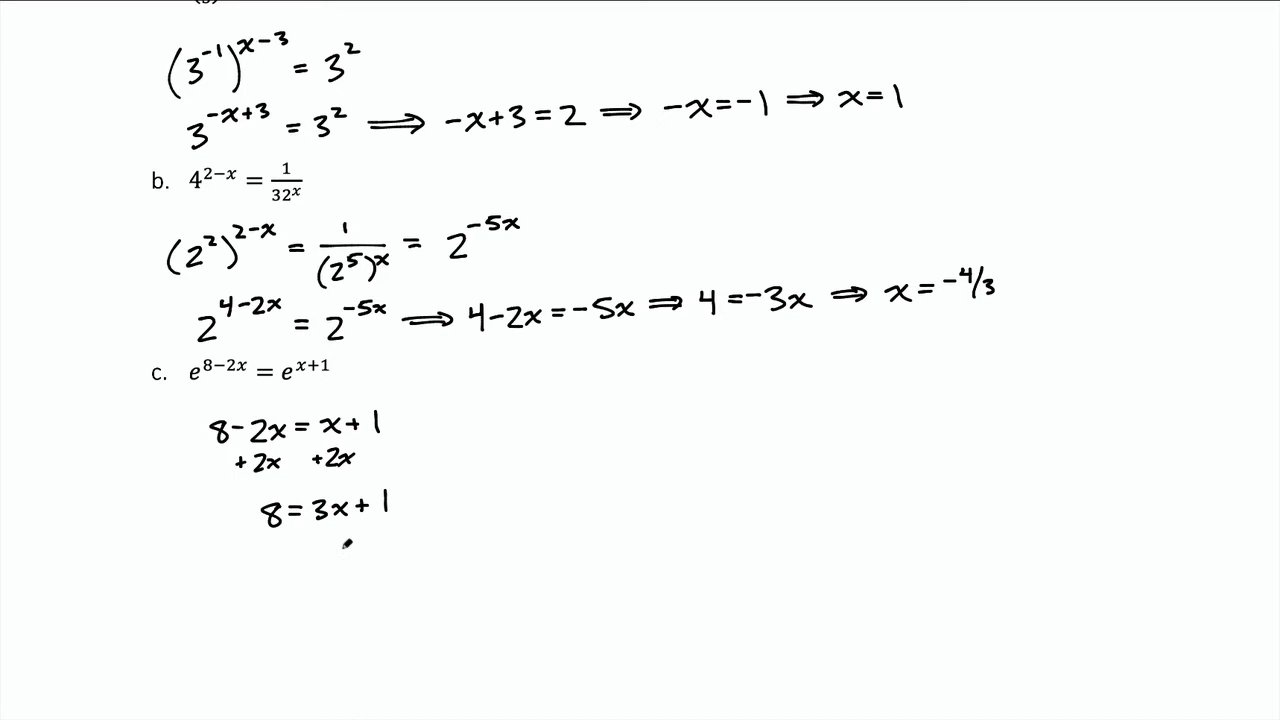 (3^{-1})^{x-3} = 3^2
3^{-x+3} = 3^2 ⟹ -x+3=2 ⟹ -x=-1 ⟹ x=1
b. 4^{2-x} = \frac{1}{32^x}
(2^2)^{2-x} = \frac{1}{(2^5)^x} = 2^{-5x}
2^{4-2x} = 2^{-5x} ⟹ 4-2x=-5x ⟹ 4=-3x ⟹ x=-4/3
c. e^{8-2x} = e^{x+1}
8-2x=x+1
+2x +2x
8=3x+1